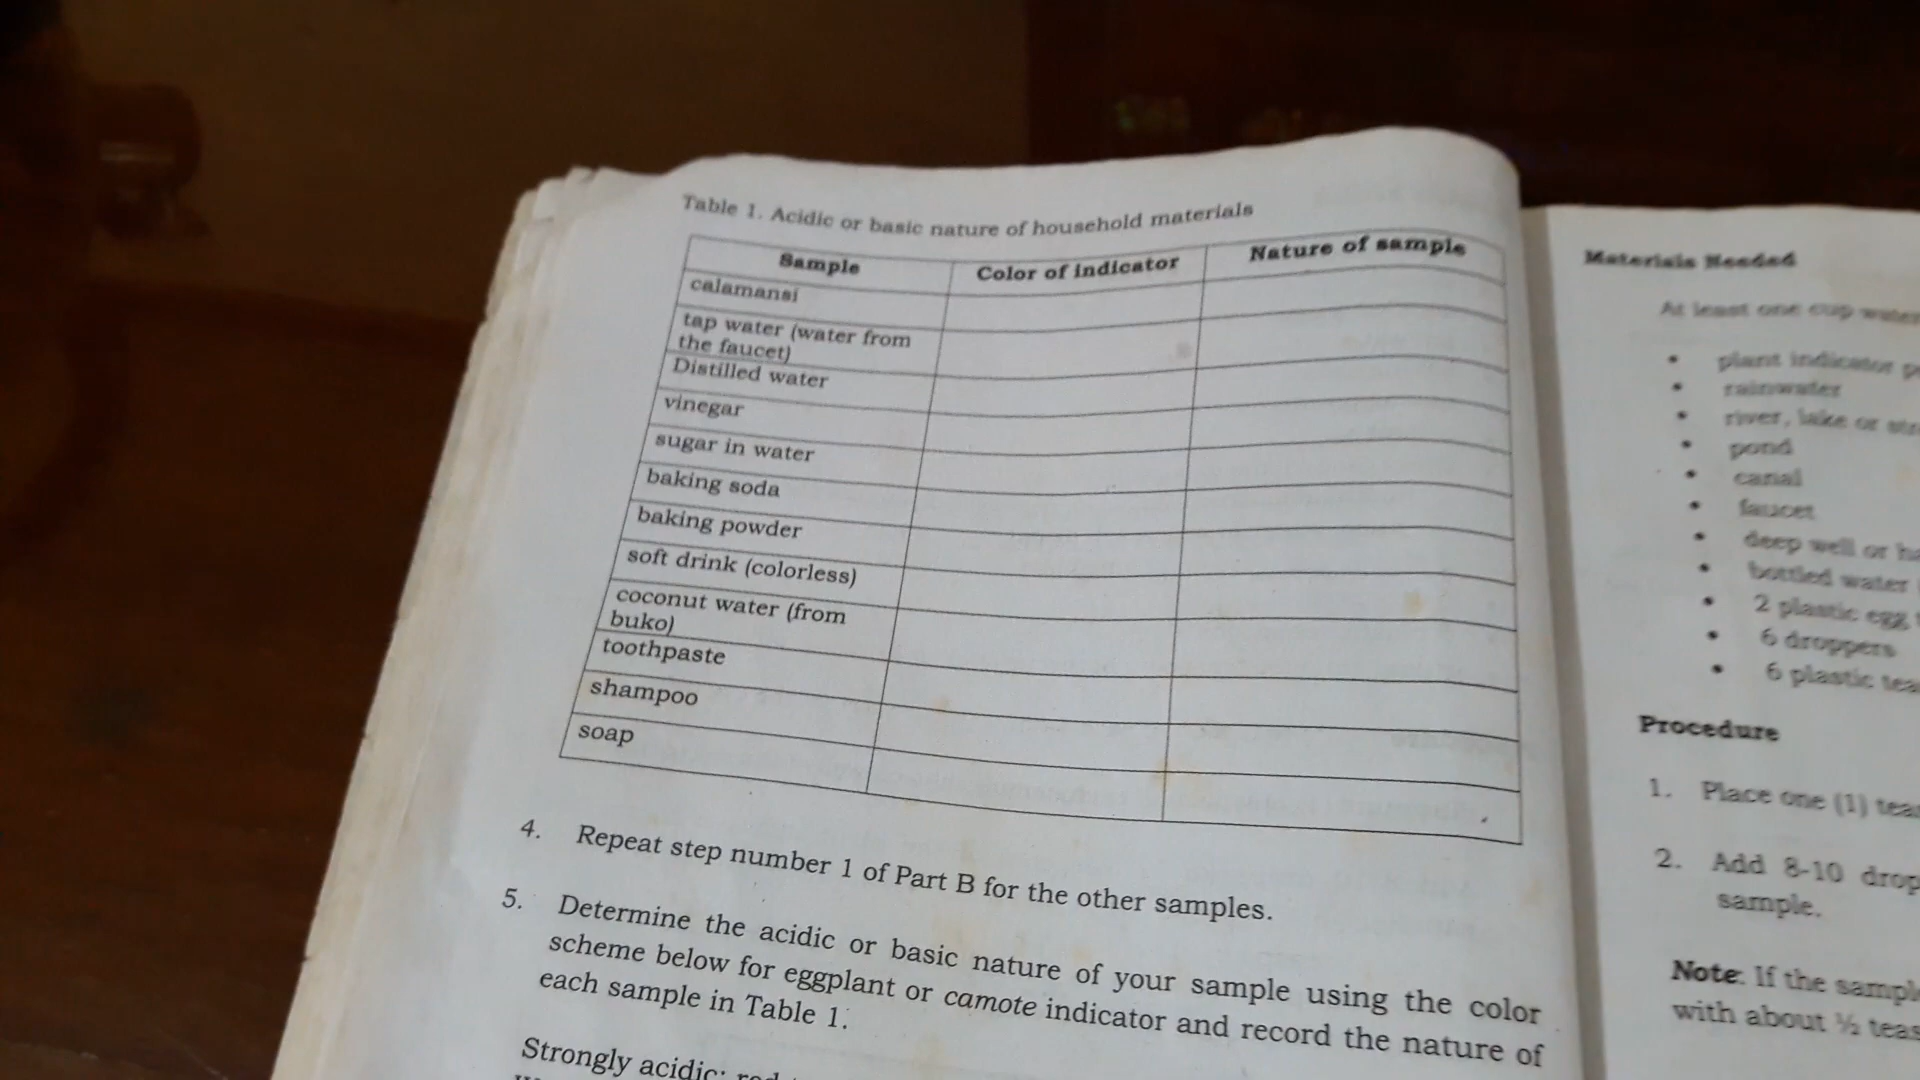 Table 1. Acidic or basic nature of household materials
Sample Color of indicator Nature of sample
calamansi
tap water (water from
the faucet)
Distilled water
vinegar
sugar in water
baking soda
baking powder
soft drink (colorless)
coconut water (from
buko)
toothpaste
shampoo
soap
4. Repeat step number 1 of Part B for the other samples.
5. Determine the acidic or basic nature of your sample using the color
scheme below for eggplant or camote indicator and record the nature of
each sample in Table 1.
Strongly acidic:
Materials Needed
At least one cup water
• plant indicator
• rainwater
• river, lake or
• pond
• canal
• faucet
• deep well or
• bottled water
• 2 plastic egg
• 6 droppers
• 6 plastic
Procedure
1. Place one (1)
2. Add 8-10
sample.
Note: If the
with about ½